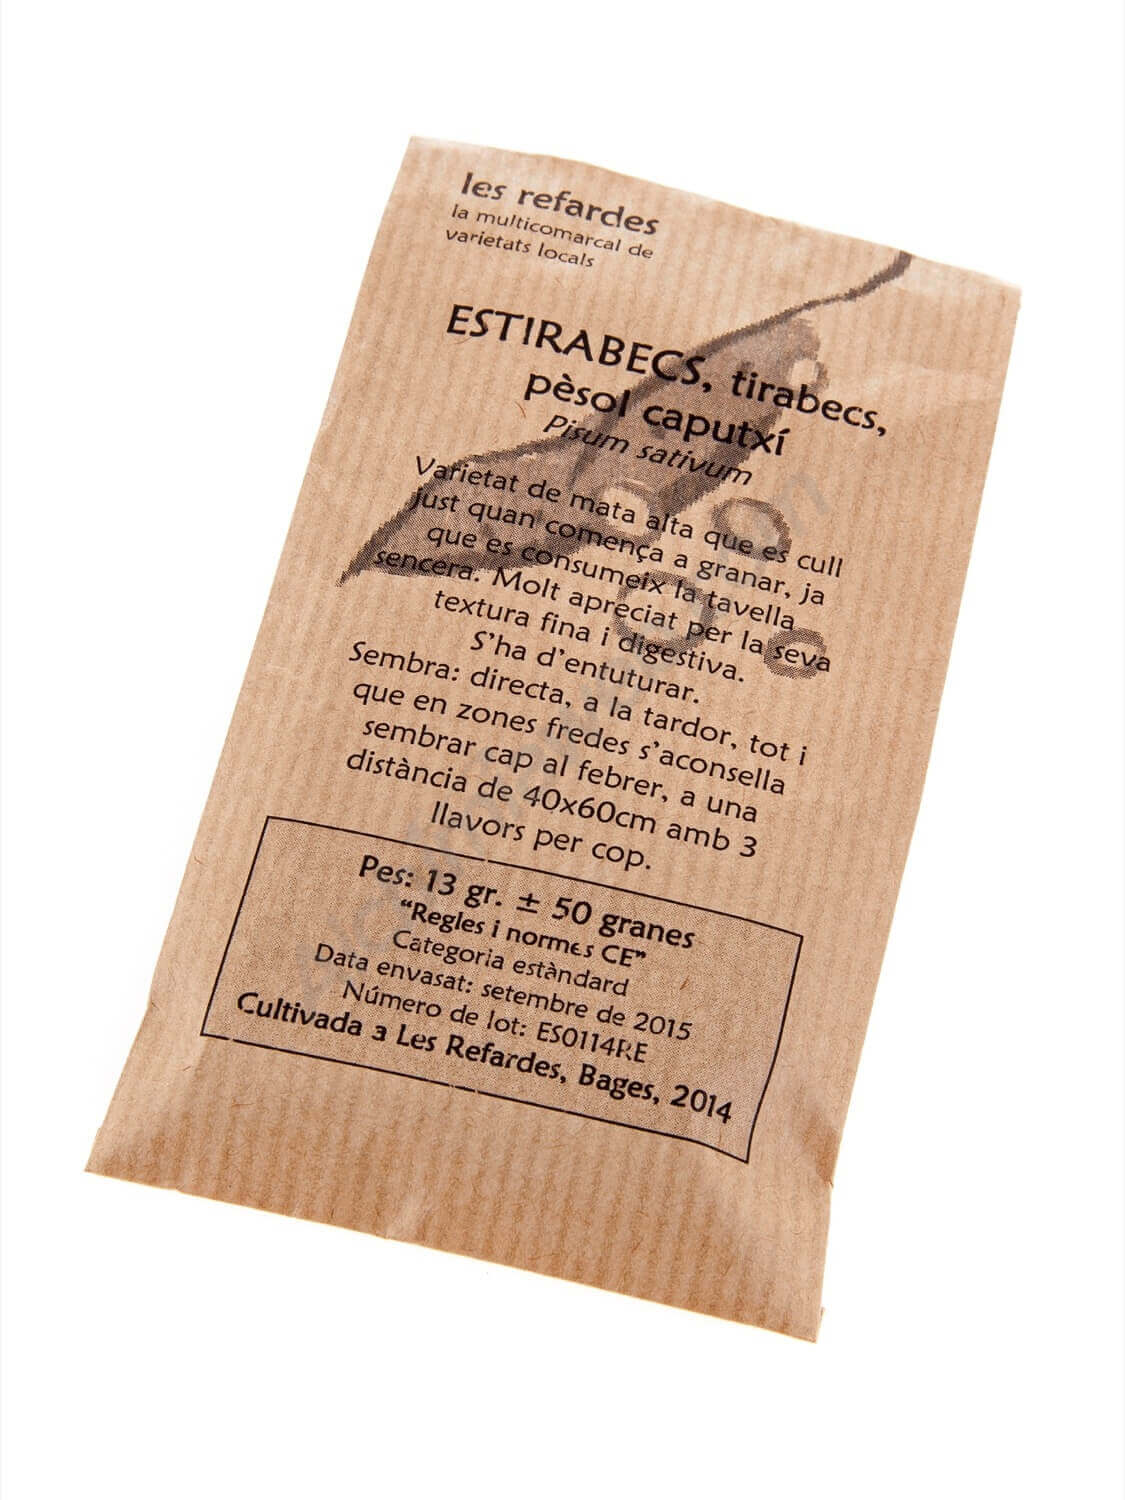 les refardes
la multicomarcal de
varietats locals
ESTIRABECS, tirabecs,
pèsol caputxí
Pisum sativum
Varietat de mata alta que es cull
just quan comença a granar, ja
que es consumeix la tavella
sencera. Molt apreciat per la seva
textura fina i digestiva.
S'ha d'entuturar.
Sembra: directa, a la tardor, tot i
que en zones fredes s'aconsella
sembrar cap al febrer, a una
distància de 40x60cm amb 3
llavors per cop.
Pes: 13 gr. ± 50 granes
"Regles i normes CE"
Categoria estàndard
Data envasat: setembre de 2015
Número de lot: ES0114RE
Cultivada a Les Refardes, Bages, 2014